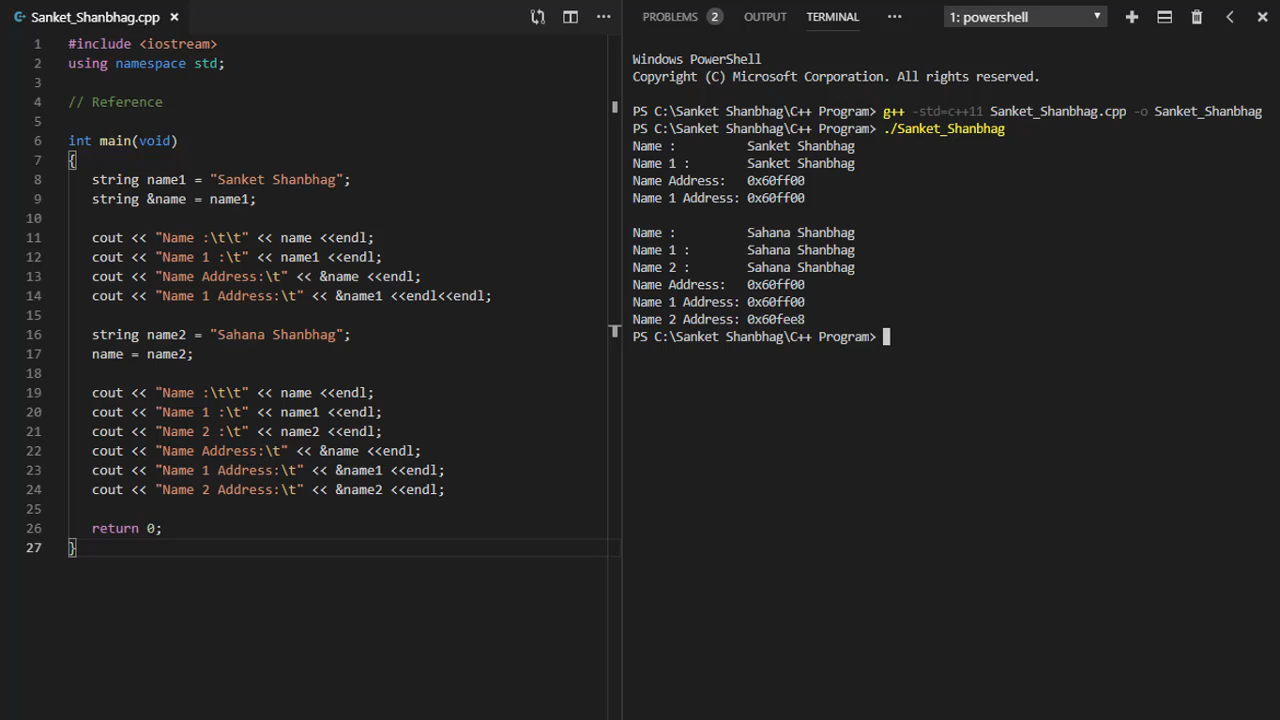 Sanket_Shanbhag.cpp
1 #include <iostream>
2 using namespace std;
3
4 // Reference
5
6 int main(void)
7 {
8 string name1 = "Sanket Shanbhag";
9 string &name = name1;
10
11 cout << "Name :\t\t" << name <<endl;
12 cout << "Name 1 :\t" << name1 <<endl;
13 cout << "Name Address:\t" << &name <<endl;
14 cout << "Name 1 Address:\t" << &name1 <<endl<<endl;
15
16 string name2 = "Sahana Shanbhag";
17 name = name2;
18
19 cout << "Name :\t\t" << name <<endl;
20 cout << "Name 1 :\t" << name1 <<endl;
21 cout << "Name 2 :\t" << name2 <<endl;
22 cout << "Name Address:\t" << &name <<endl;
23 cout << "Name 1 Address:\t" << &name1 <<endl;
24 cout << "Name 2 Address:\t" << &name2 <<endl;
25
26 return 0;
27 }
PROBLEMS 2 OUTPUT TERMINAL ••• 1: powershell
Windows PowerShell
Copyright (C) Microsoft Corporation. All rights reserved.
PS C:\Sanket Shanbhag\C++ Program> g++ -std=c++11 Sanket_Shanbhag.cpp -o Sanket_Shanbhag
PS C:\Sanket Shanbhag\C++ Program> ./Sanket_Shanbhag
Name : Sanket Shanbhag
Name 1 : Sanket Shanbhag
Name Address: 0x60ff00
Name 1 Address: 0x60ff00
Name : Sahana Shanbhag
Name 1 : Sahana Shanbhag
Name 2 : Sahana Shanbhag
Name Address: 0x60ff00
Name 1 Address: 0x60ff00
Name 2 Address: 0x60fee8
PS C:\Sanket Shanbhag\C++ Program>